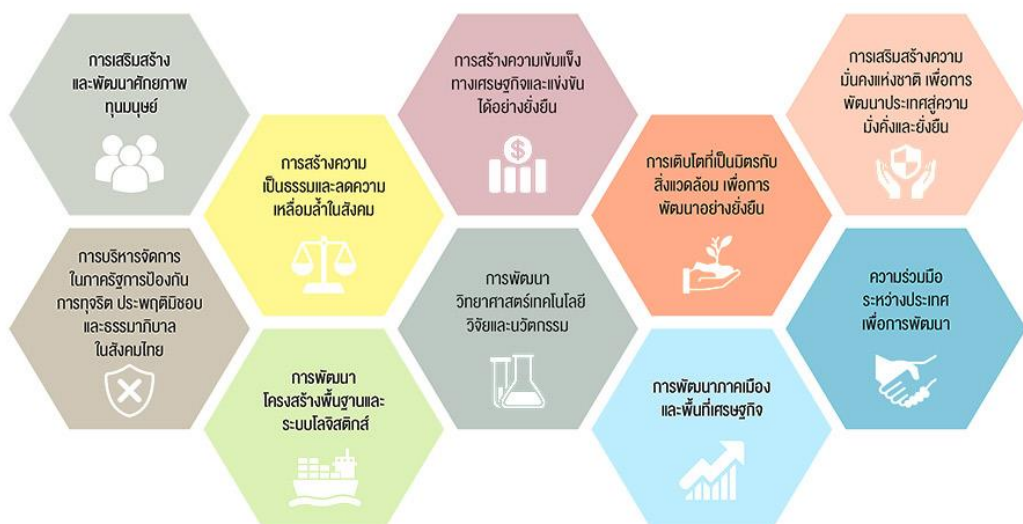 การเสริมสร้าง
และพัฒนาศักยภาพ
ทุนมนุษย์
การสร้างความ
เป็นธรรมและลดความ
เหลื่อมล้ำในสังคม
การสร้างความเข้มแข็ง
ทางเศรษฐกิจและแข่งขัน
ได้อย่างยั่งยืน
การเติบโตที่เป็นมิตรกับ
สิ่งแวดล้อม เพื่อการ
พัฒนาอย่างยั่งยืน
การเสริมสร้างความ
มั่นคงแห่งชาติ เพื่อการ
พัฒนาประเทศสู่ความ
มั่งคั่งและยั่งยืน
การบริหารจัดการ
ในภาครัฐการป้องกัน
การทุจริต ประพฤติมิชอบ
และธรรมาภิบาล
ในสังคมไทย
การพัฒนา
โครงสร้างพื้นฐานและ
ระบบโลจิสติกส์
การพัฒนา
วิทยาศาสตร์เทคโนโลยี
วิจัยและนวัตกรรม
การพัฒนาภาคเมือง
และพื้นที่เศรษฐกิจ
ความร่วมมือ
ระหว่างประเทศ
เพื่อการพัฒนา
$